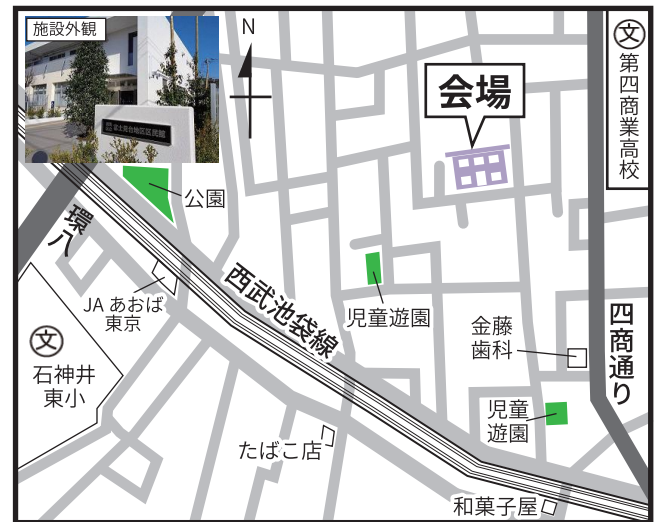 施設外観
N
文
第四商業高校
会場
公園
環八
西武池袋線
JA あおば
東京
児童遊園
金藤
歯科
四商通り
文
石神井
東小
児童
遊園
たばこ店
和菓子屋